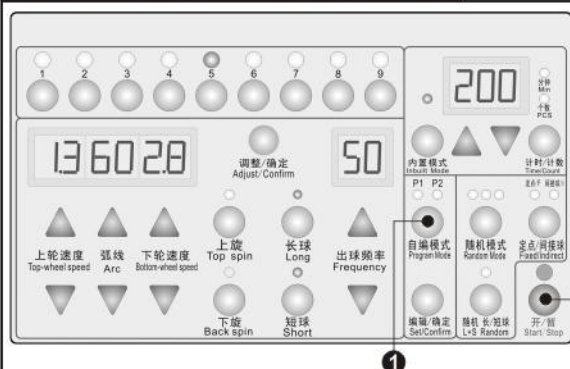 1 2 3 4 5 6 7 8 9
1.3 60 2.8
50
200
分钟
Min
个数
PCS
调整/确定
Adjust/Confirm
内置模式
Inbuilt Mode
计时/计数
Time/Count
上轮速度
Top-wheel speed
弧线
Arc
下轮速度
Bottom-wheel speed
上旋
Top spin
长球
Long
出球频率
Frequency
下旋
Back spin
短球
Short
P1 P2
自编模式
Program Mode
随机模式
Random Mode
定点/间接球
Fixed/Indirect
编辑/确定
Set/Confirm
随机 长/短球
L+S Random
开/暂
Start/Stop
1